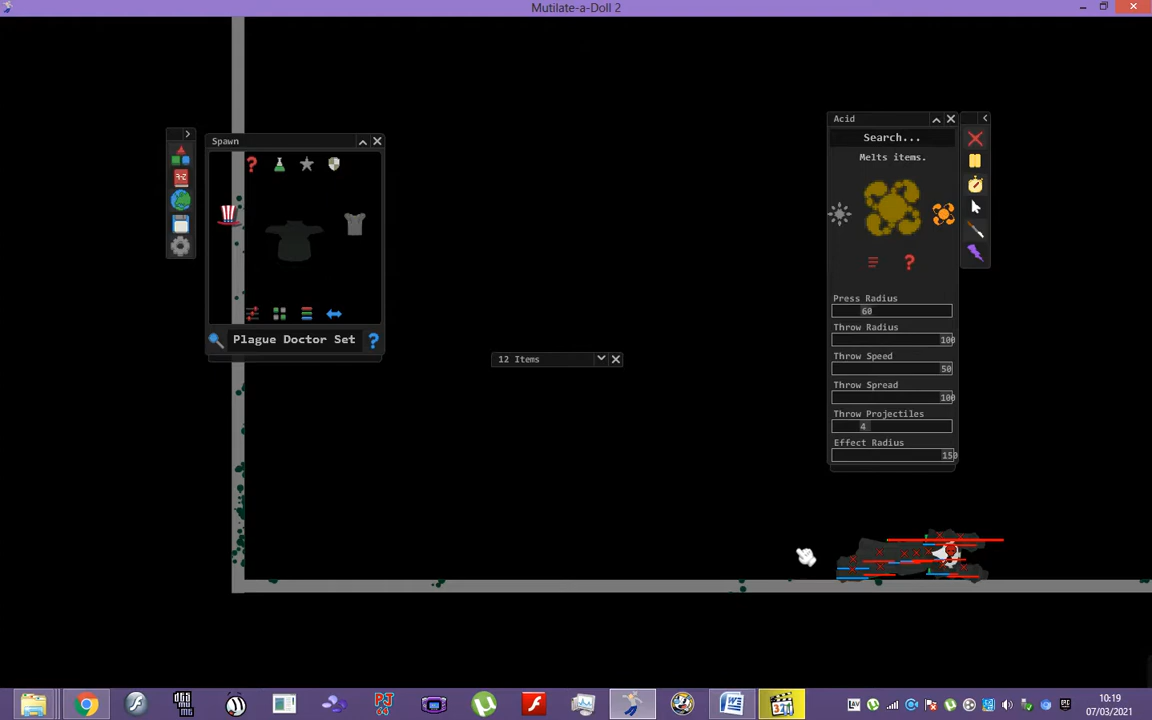 Mutilate-a-Doll 2
Spawn
Plague Doctor Set
12 Items
Acid
Search...
Melts items.
Press Radius
60
Throw Radius
100
Throw Speed
50
Throw Spread
100
Throw Projectiles
4
Effect Radius
150
321
10:19
07/03/2021